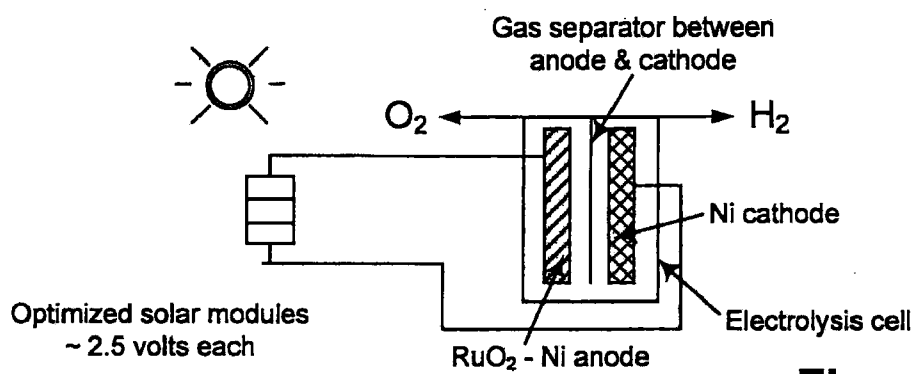 Gas separator between
anode & cathode
O₂
H₂
Ni cathode
Optimized solar modules
~ 2.5 volts each
Electrolysis cell
RuO₂ - Ni anode